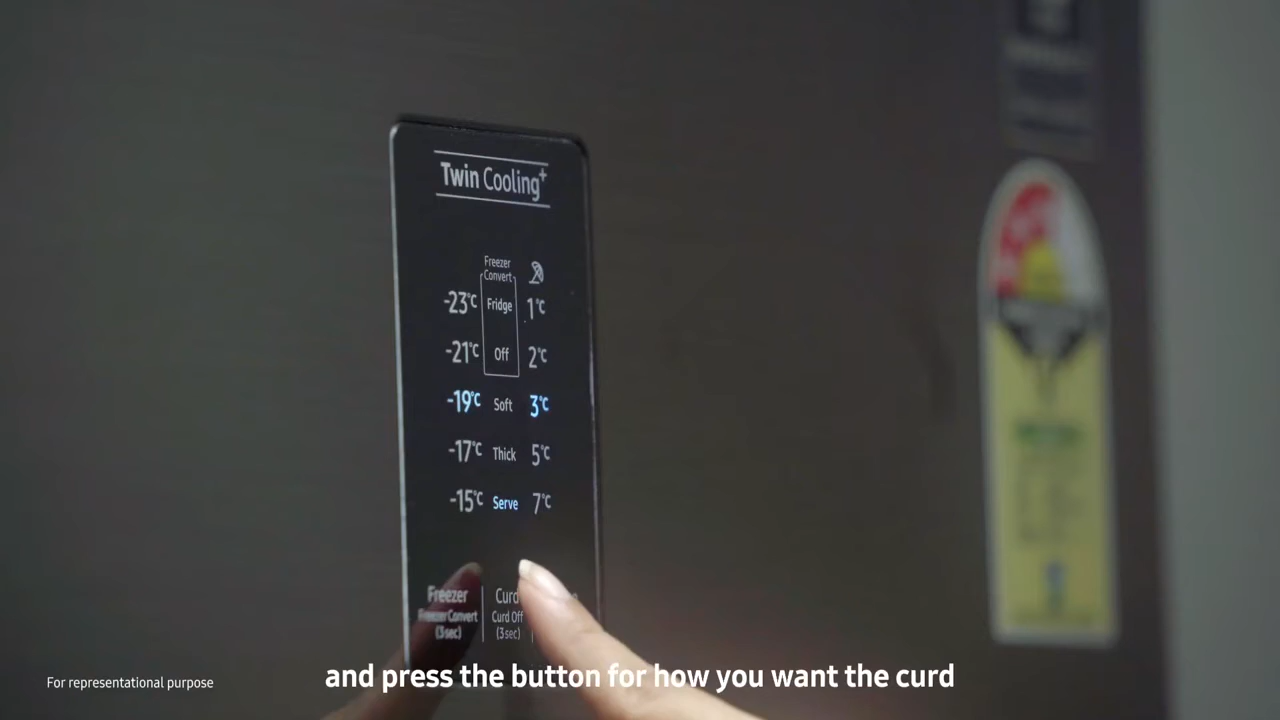 Twin Cooling+
Freezer
Convert
-23°C Fridge 1°C
-21°C Off 2°C
-19°C Soft 3°C
-17°C Thick 5°C
-15°C Serve 7°C
Freezer Curd
Freezer Convert Curd Off
(3sec) (3sec)
and press the button for how you want the curd
For representational purpose